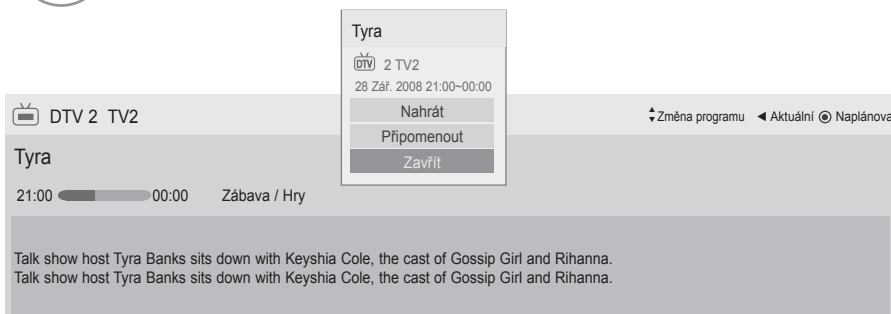 Tyra
DTV 2 TV2
28 Zář. 2008 21:00~00:00
Nahrát
Připomenout
Zavřít
DTV 2 TV2
Změna programu Aktuální Naplánova
Tyra
21:00 00:00 Zábava / Hry
Talk show host Tyra Banks sits down with Keyshia Cole, the cast of Gossip Girl and Rihanna.
Talk show host Tyra Banks sits down with Keyshia Cole, the cast of Gossip Girl and Rihanna.